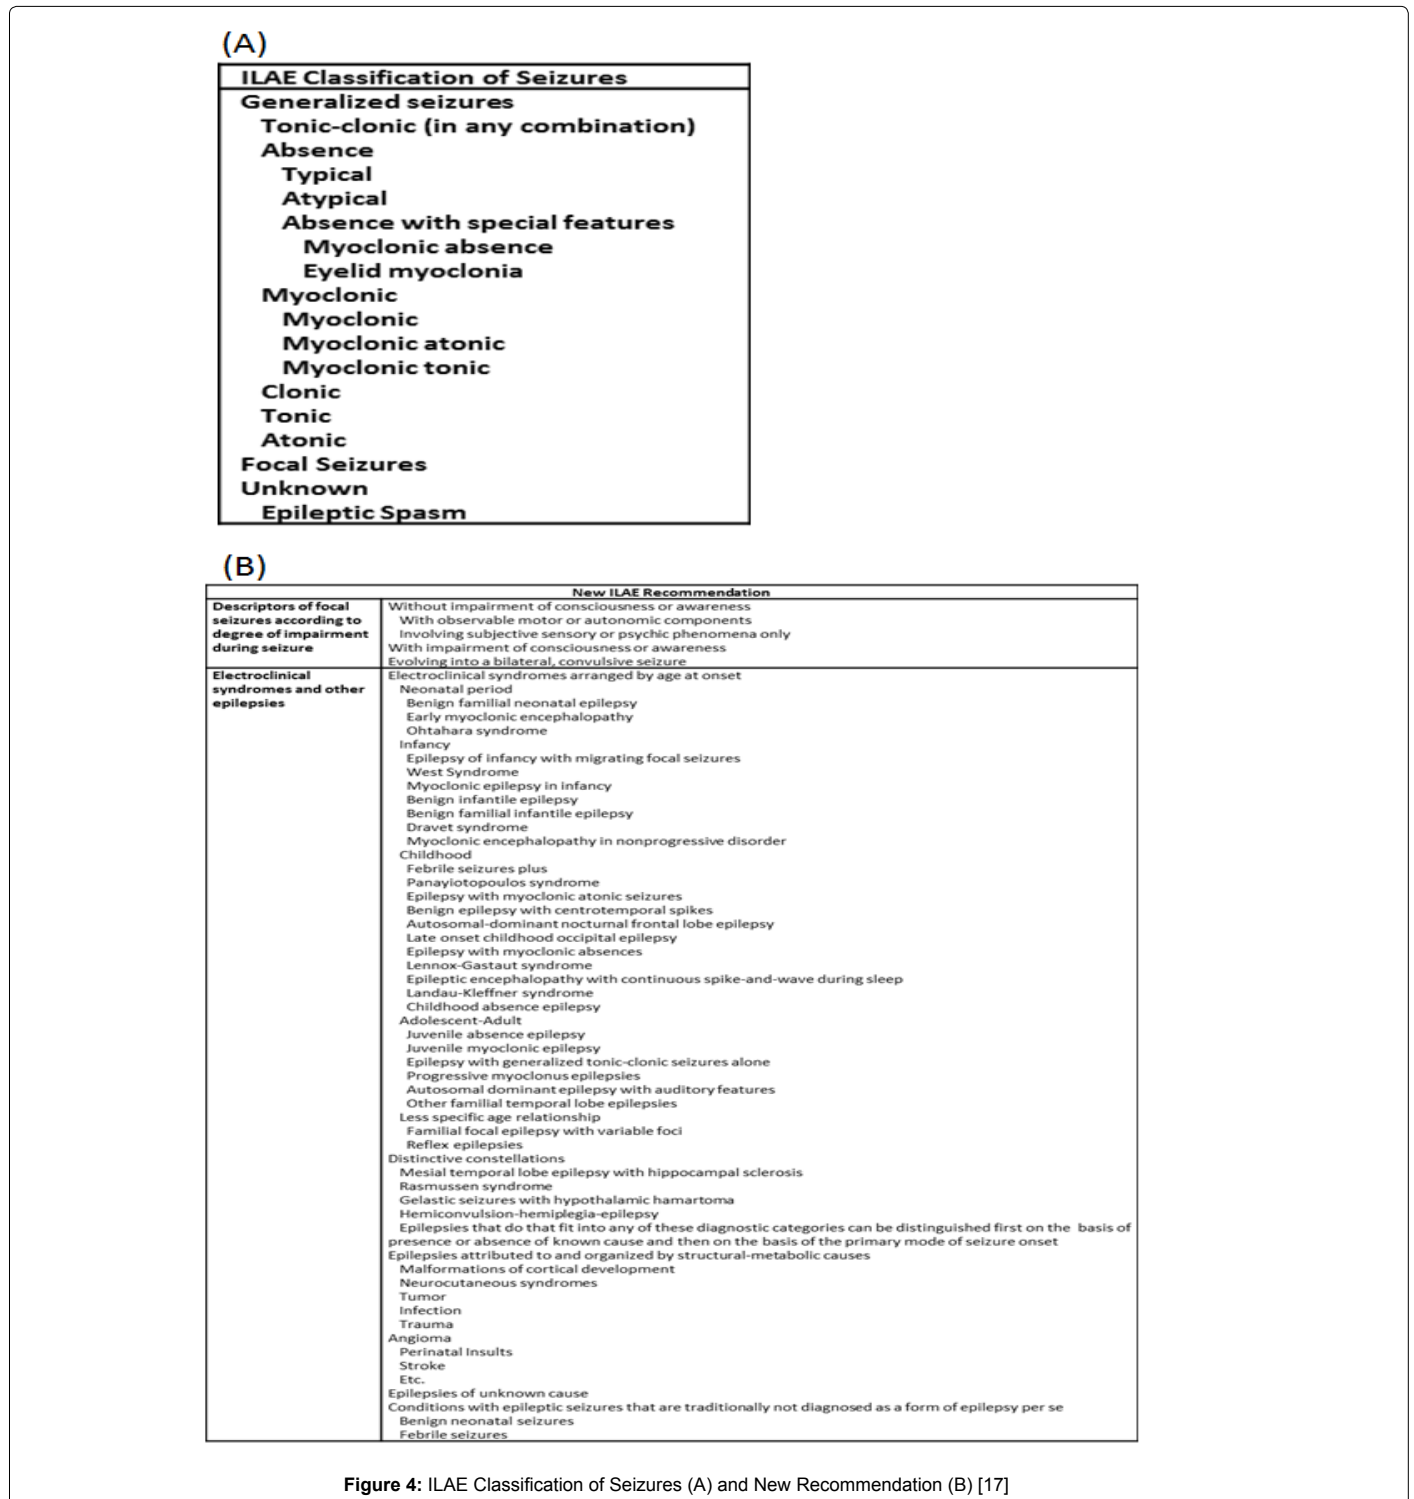 (A)
ILAE Classification of Seizures
Generalized seizures
Tonic-clonic (in any combination)
Absence
Typical
Atypical
Absence with special features
Myoclonic absence
Eyelid myoclonia
Myoclonic
Myoclonic
Myoclonic atonic
Myoclonic tonic
Clonic
Tonic
Atonic
Focal Seizures
Unknown
Epileptic Spasm
(B)
New ILAE Recommendation
Descriptors of focal
seizures according to
degree of impairment
during seizure
Without impairment of consciousness or awareness
With observable motor or autonomic components
Involving subjective sensory or psychic phenomena only
With impairment of consciousness or awareness
Evolving into a bilateral, convulsive seizure
Electroclinical
syndromes and other
epilepsies
Electroclinical syndromes arranged by age at onset
Neonatal period
Benign familial neonatal epilepsy
Early myoclonic encephalopathy
Ohtahara syndrome
Infancy
Epilepsy of infancy with migrating focal seizures
West Syndrome
Myoclonic epilepsy in infancy
Benign infantile epilepsy
Benign familial infantile epilepsy
Dravet syndrome
Myoclonic encephalopathy in nonprogressive disorder
Childhood
Febrile seizures plus
Panayiotopoulos syndrome
Epilepsy with myoclonic atonic seizures
Benign epilepsy with centrotemporal spikes
Autosomal-dominant nocturnal frontal lobe epilepsy
Late onset childhood occipital epilepsy
Epilepsy with myoclonic absences
Lennox-Gastaut syndrome
Epileptic encephalopathy with continuous spike-and-wave during sleep
Landau-Kleffner syndrome
Childhood absence epilepsy
Adolescent-Adult
Juvenile absence epilepsy
Juvenile myoclonic epilepsy
Epilepsy with generalized tonic-clonic seizures alone
Progressive myoclonus epilepsies
Autosomal dominant epilepsy with auditory features
Other familial temporal lobe epilepsies
Less specific age relationship
Familial focal epilepsy with variable foci
Reflex epilepsies
Distinctive constellations
Mesial temporal lobe epilepsy with hippocampal sclerosis
Rasmussen syndrome
Gelastic seizures with hypothalamic hamartoma
Hemiconvulsion-hemiplegia-epilepsy
Epilepsies that do that fit into any of these diagnostic categories can be distinguished first on the basis of
presence or absence of known cause and then on the basis of the primary mode of seizure onset
Epilepsies attributed to and organized by structural-metabolic causes
Malformations of cortical development
Neurocutaneous syndromes
Tumor
Infection
Trauma
Angioma
Perinatal Insults
Stroke
Etc.
Epilepsies of unknown cause
Conditions with epileptic seizures that are traditionally not diagnosed as a form of epilepsy per se
Benign neonatal seizures
Febrile seizures
Figure 4: ILAE Classification of Seizures (A) and New Recommendation (B) [17]